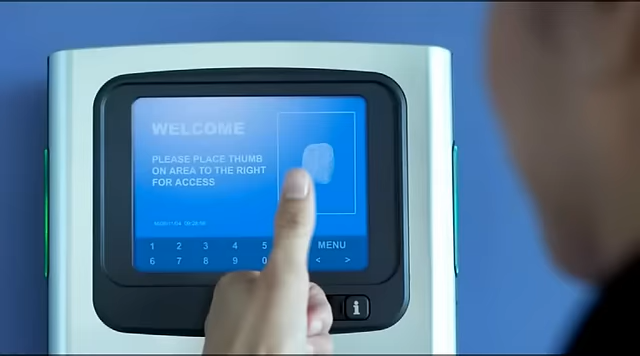 WELCOME
PLEASE PLACE THUMB
ON AREA TO THE RIGHT
FOR ACCESS
1 2 3 4 5 MENU
6 7 8 9 0 < >
i